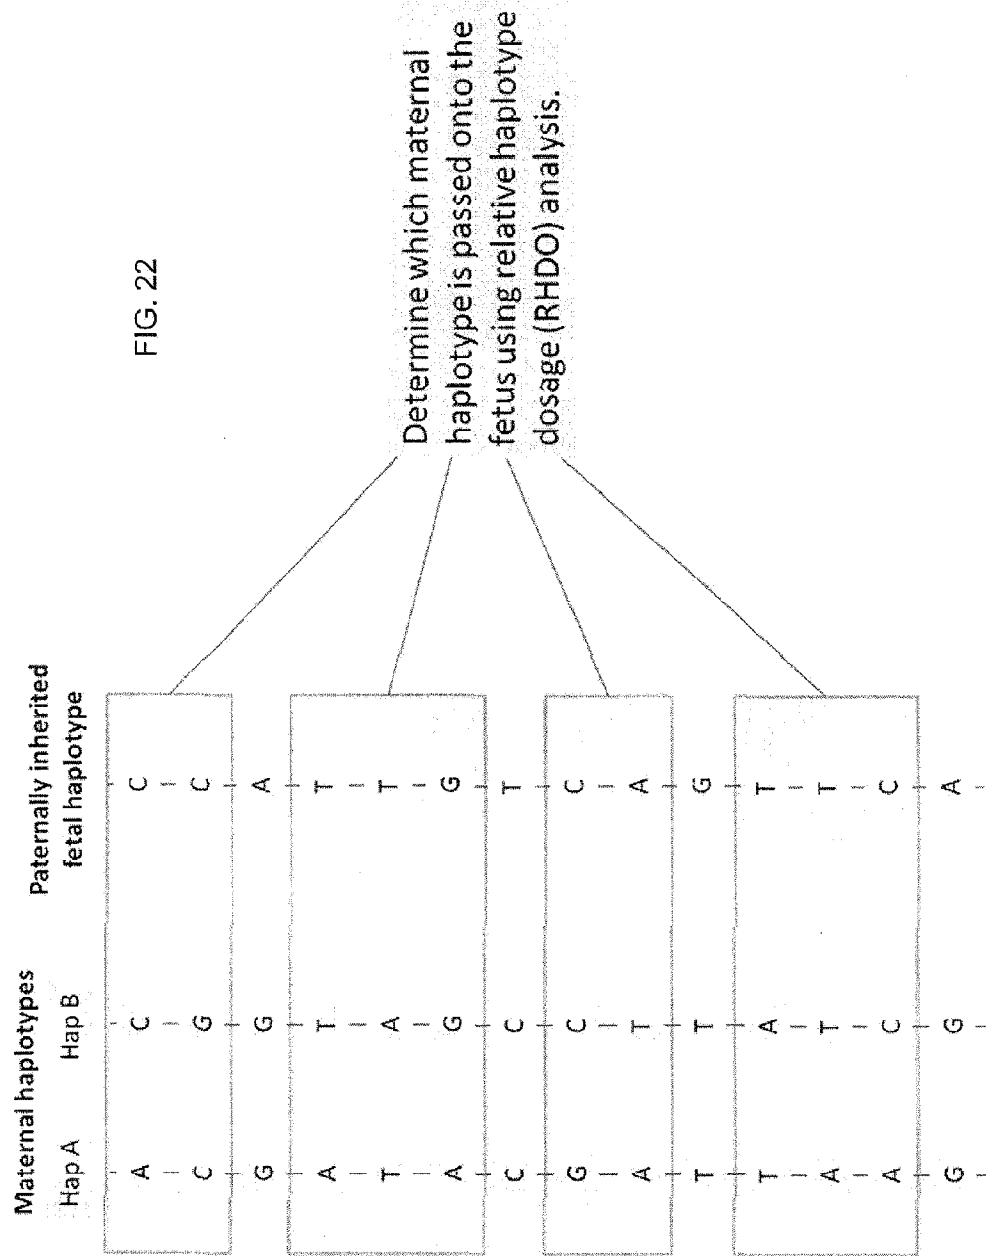 Maternal haplotypes
Paternally inherited
fetal haplotype
Hap A Hap B
A C C
C G C
G G A
A T T
T A T
A G G
C C T
G C C
A T A
T T G
T A T
A T T
A C C
G G A
FIG. 22
Determine which maternal
haplotype is passed onto the
fetus using relative haplotype
dosage (RHDO) analysis.